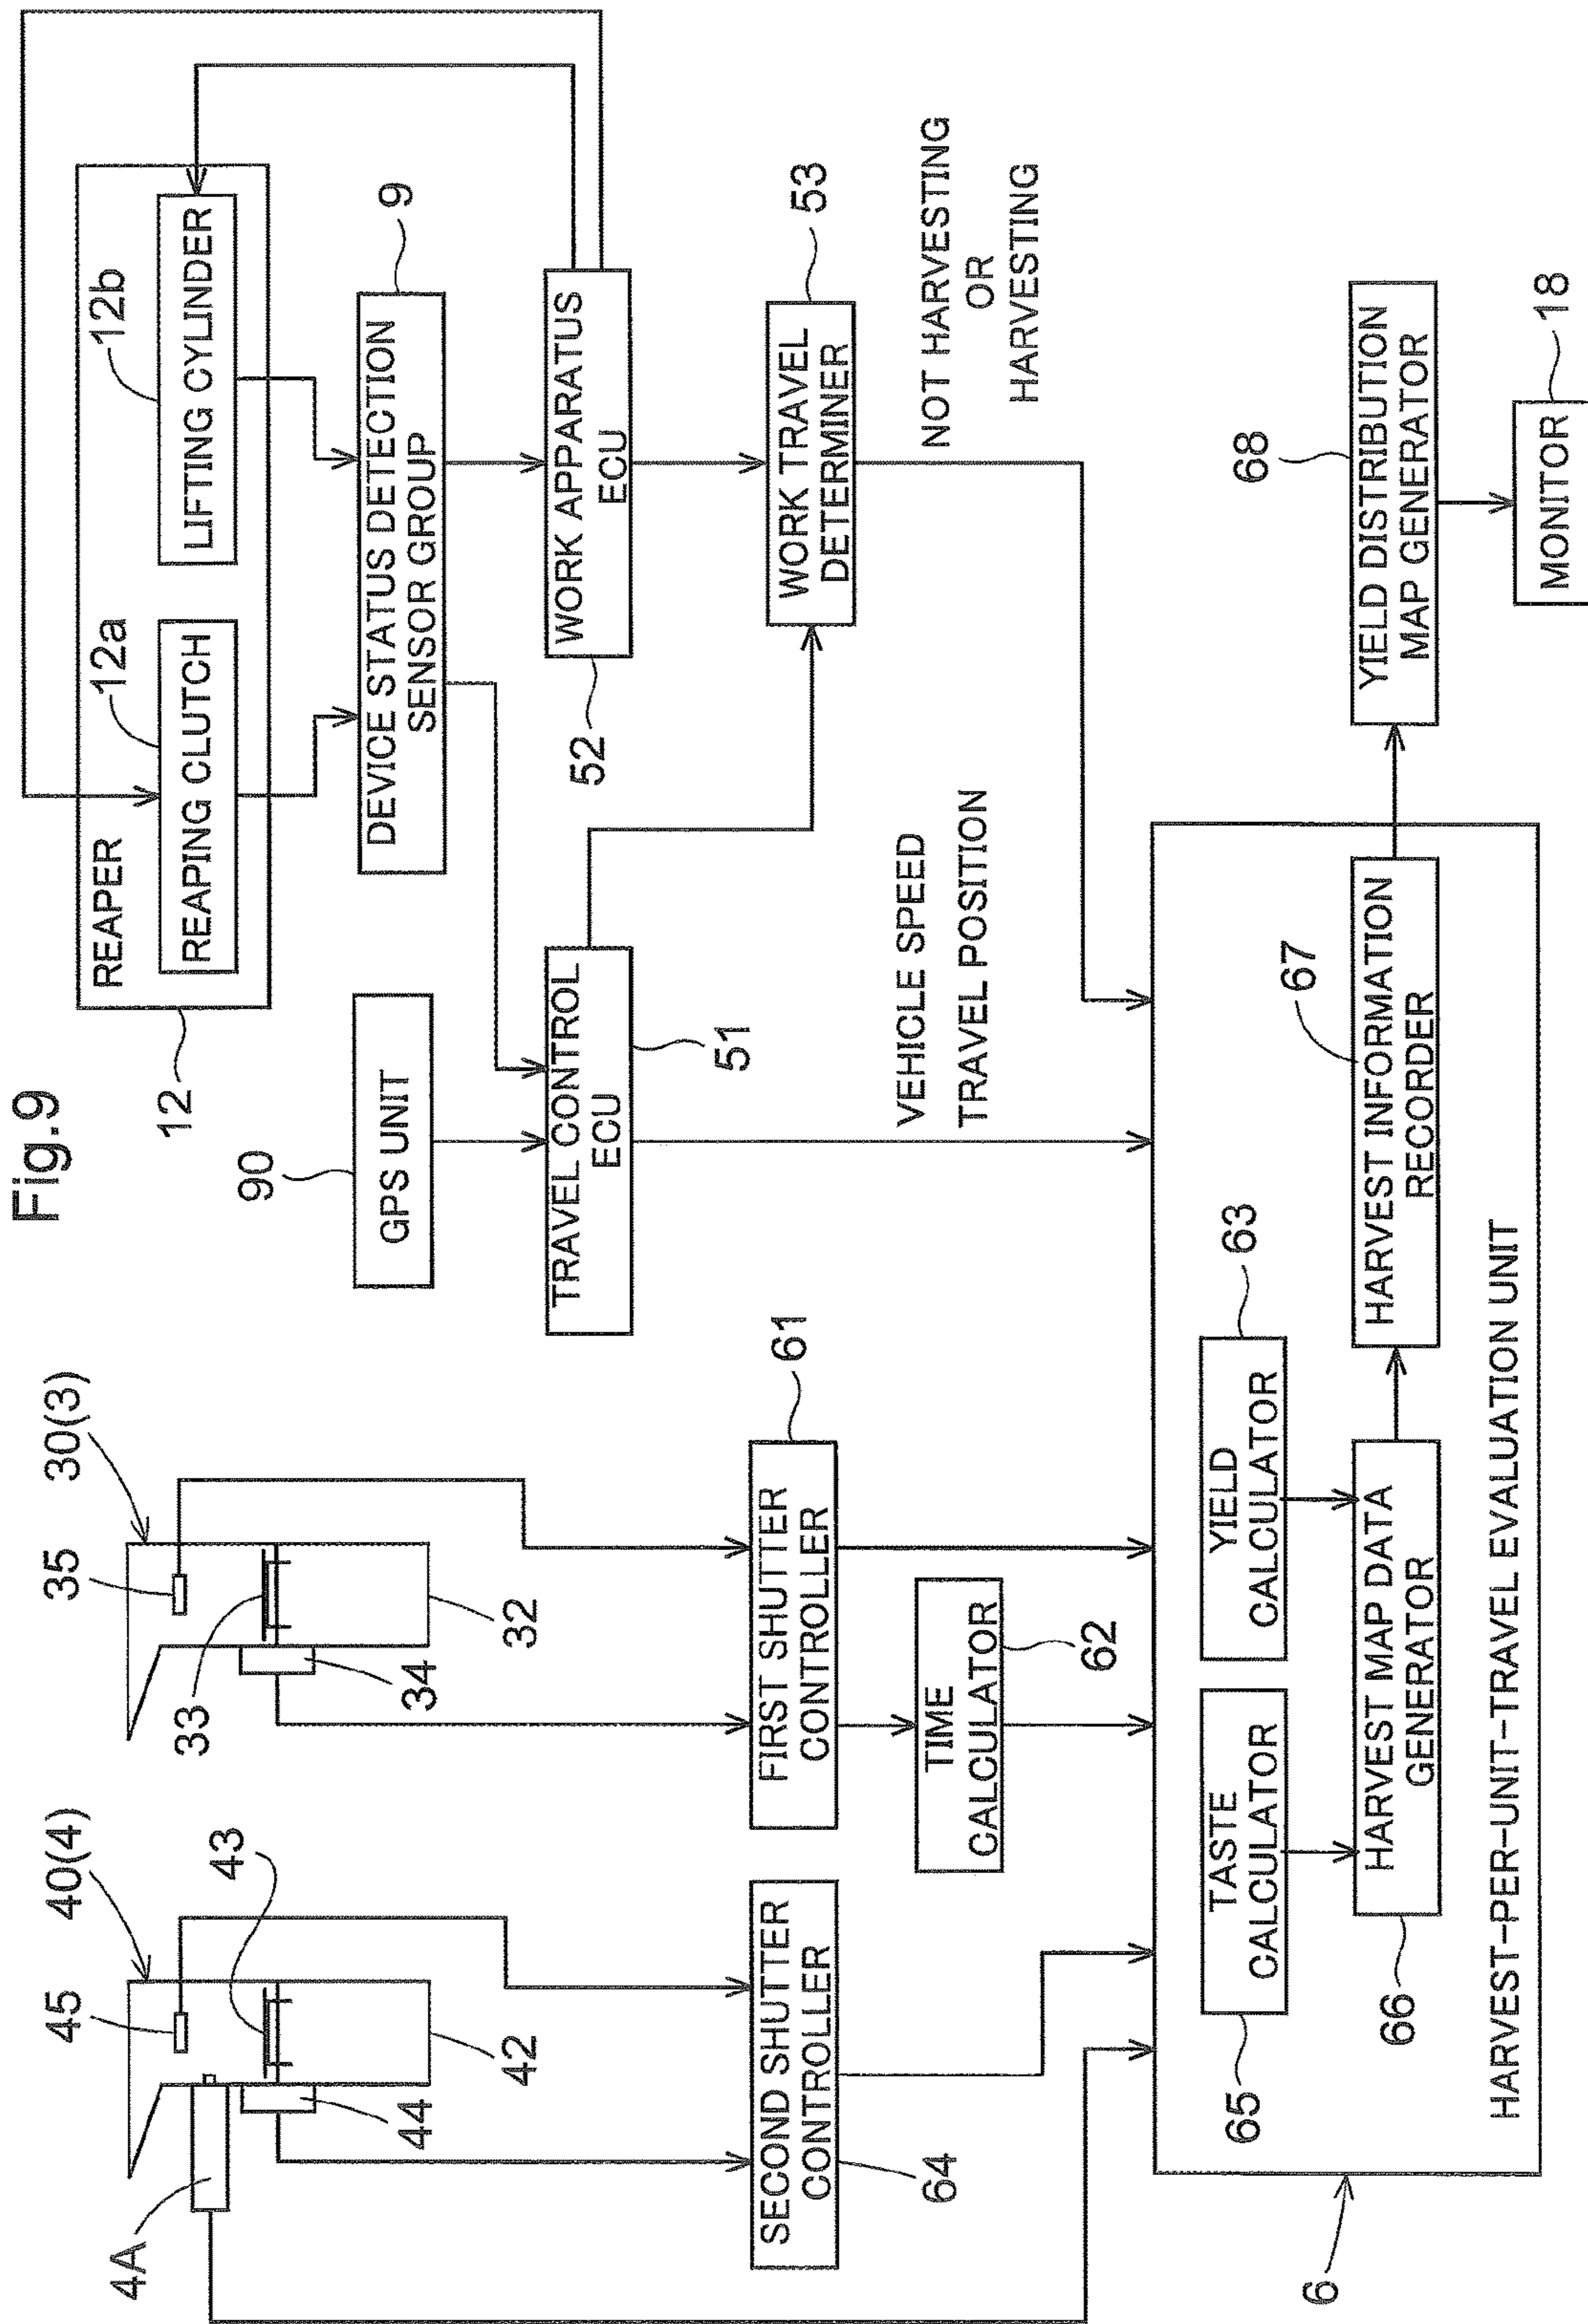 Fig.9
40(4)
45
43
4A
44
42
30(3)
35
33
34
32
12
REAPER
12a
REAPING CLUTCH
12b
LIFTING CYLINDER
90
GPS UNIT
9
DEVICE STATUS DETECTION
SENSOR GROUP
TRAVEL CONTROL
ECU
51
52
WORK APPARATUS
ECU
SECOND SHUTTER
CONTROLLER
64
61
FIRST SHUTTER
CONTROLLER
TIME
CALCULATOR
62
53
WORK TRAVEL
DETERMINER
VEHICLE SPEED
TRAVEL POSITION
NOT HARVESTING
OR
HARVESTING
6
65
TASTE
CALCULATOR
63
YIELD
CALCULATOR
66
HARVEST MAP DATA
GENERATOR
67
HARVEST INFORMATION
RECORDER
HARVEST-PER-UNIT-TRAVEL EVALUATION UNIT
68
YIELD DISTRIBUTION
MAP GENERATOR
18
MONITOR